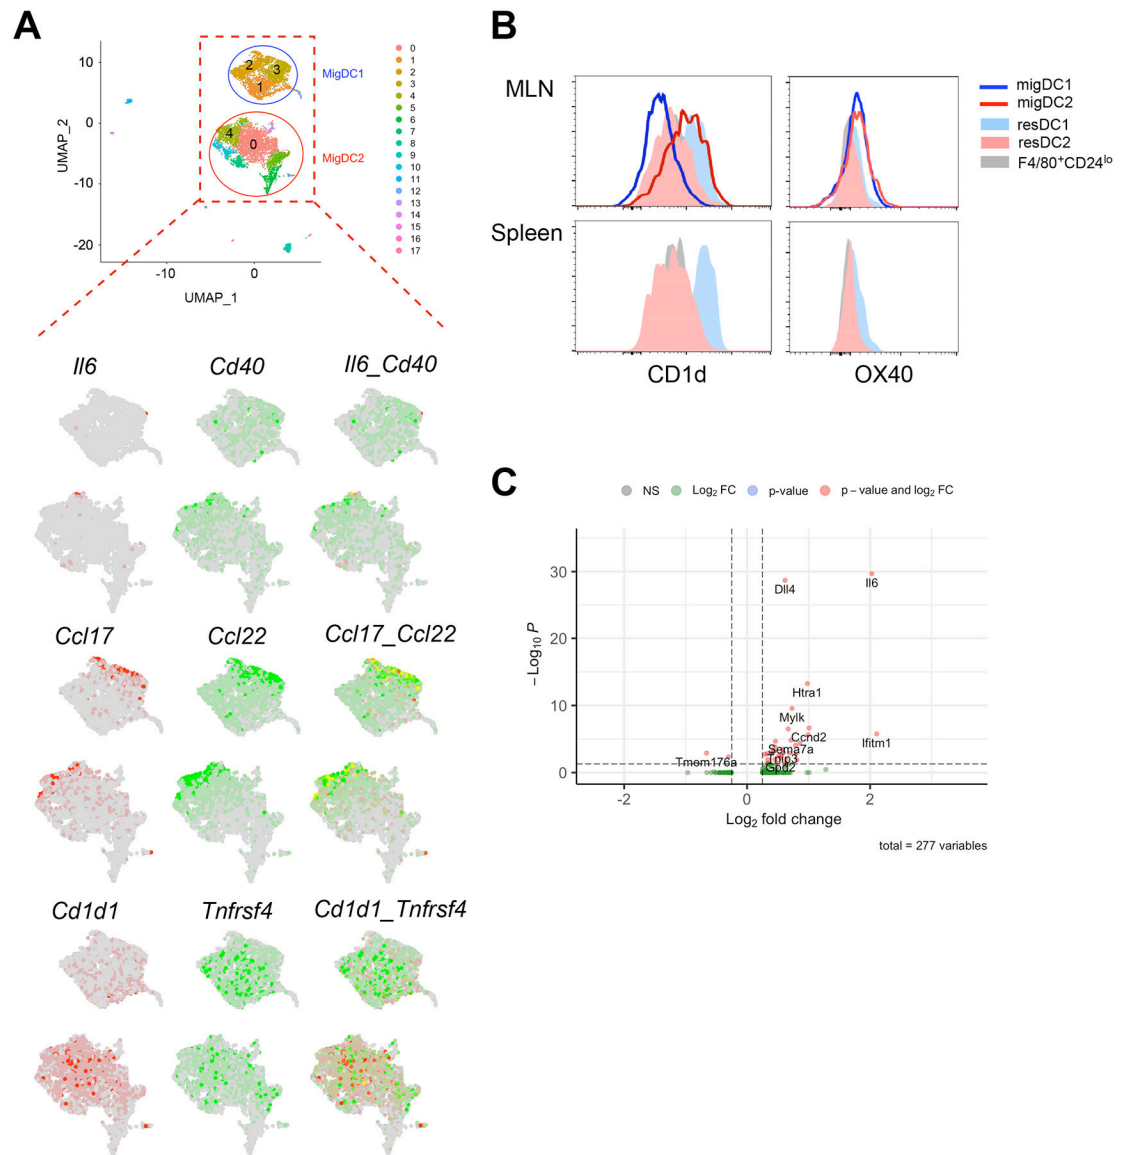 A
10
0
-10
-20
UMAP_2
-10
0
UMAP_1
2
3
1
4
0
MigDC1
MigDC2
0
1
2
3
4
5
6
7
8
9
10
11
12
13
14
15
16
17
Il6
Cd40
Il6_Cd40
Ccl17
Ccl22
Ccl17_Ccl22
Cd1d1
Tnfrsf4
Cd1d1_Tnfrsf4
B
MLN
Spleen
CD1d
OX40
migDC1
migDC2
resDC1
resDC2
F4/80⁺CD24ˡᵒ
C
NS
Log₂ FC
p-value
p – value and log₂ FC
30
20
10
0
–Log₁₀ P
Dll4
Il6
Htra1
Mylk
Ccnd2
Ifitm1
Sema7a
Tmem176a
Tnip3
Gpd2
-2
0
2
Log₂ fold change
total = 277 variables